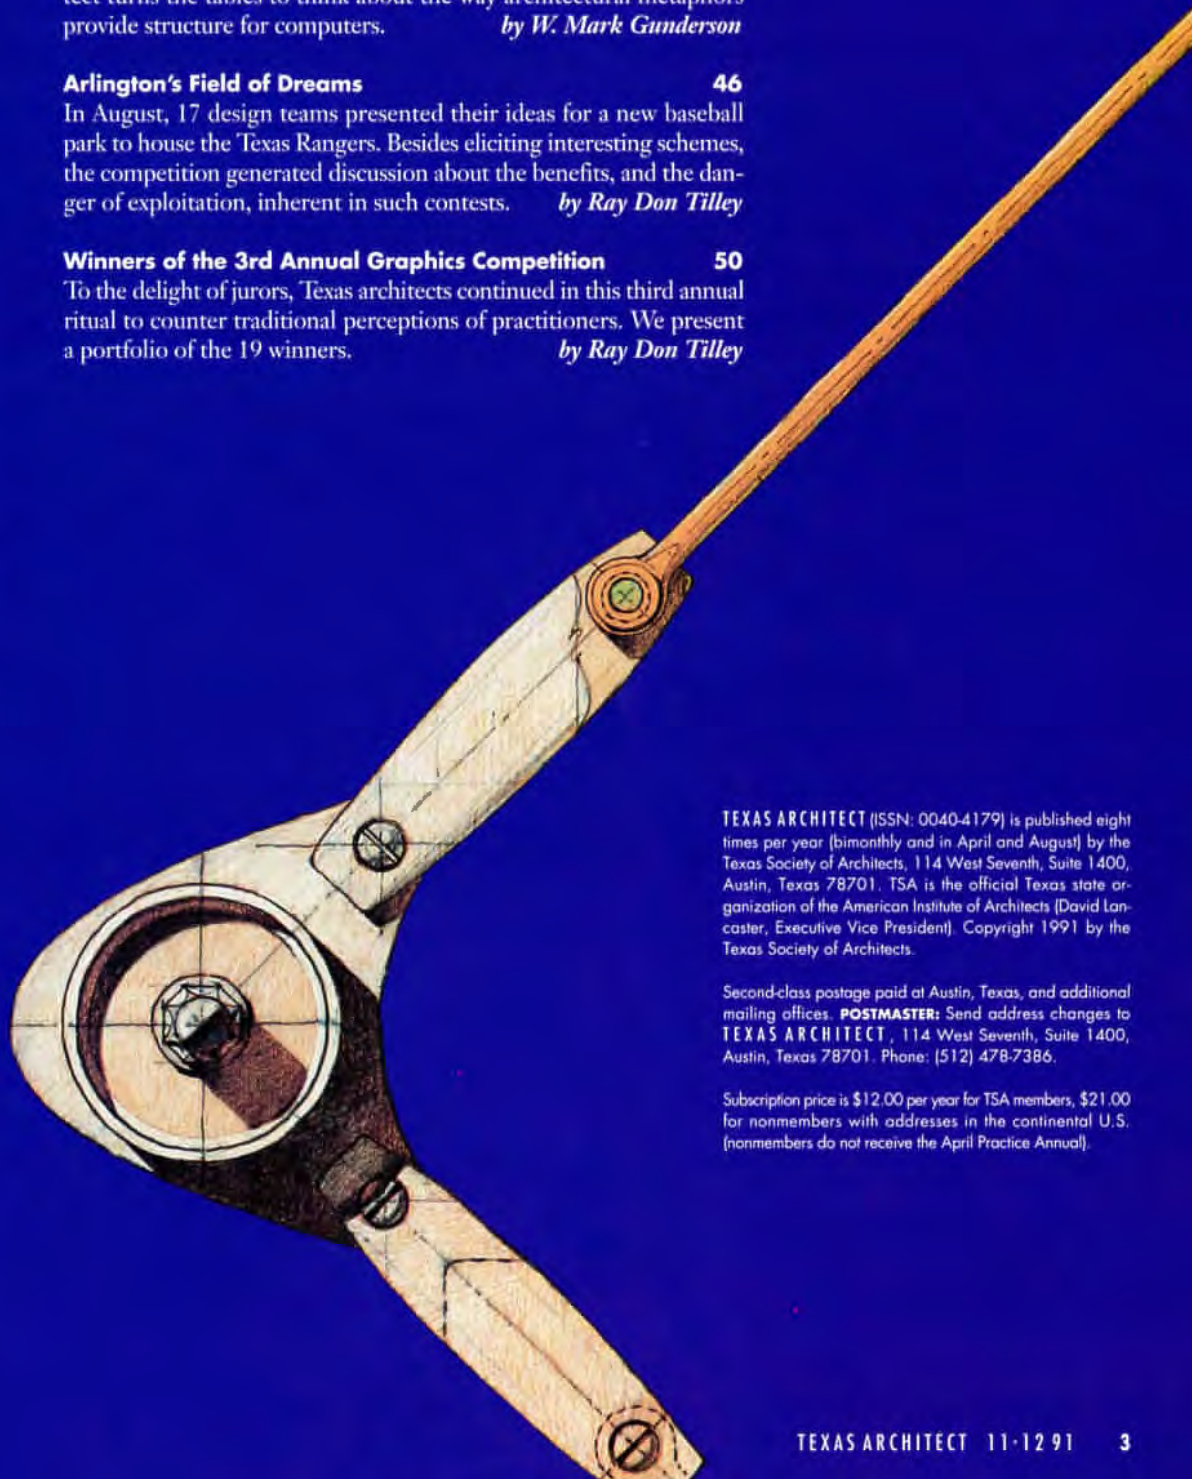 tect turns the tables to think about the way architectural metaphors
provide structure for computers. by W. Mark Gunderson
Arlington's Field of Dreams 46
In August, 17 design teams presented their ideas for a new baseball
park to house the Texas Rangers. Besides eliciting interesting schemes,
the competition generated discussion about the benefits, and the dan-
ger of exploitation, inherent in such contests. by Ray Don Tilley
Winners of the 3rd Annual Graphics Competition 50
To the delight of jurors, Texas architects continued in this third annual
ritual to counter traditional perceptions of practitioners. We present
a portfolio of the 19 winners. by Ray Don Tilley
TEXAS ARCHITECT (ISSN: 0040-4179) is published eight
times per year (bimonthly and in April and August) by the
Texas Society of Architects, 114 West Seventh, Suite 1400,
Austin, Texas 78701. TSA is the official Texas state or-
ganization of the American Institute of Architects (David Lan-
caster, Executive Vice President). Copyright 1991 by the
Texas Society of Architects.
Second-class postage paid at Austin, Texas, and additional
mailing offices. POSTMASTER: Send address changes to
TEXAS ARCHITECT, 114 West Seventh, Suite 1400,
Austin, Texas 78701. Phone: (512) 478-7386.
Subscription price is $12.00 per year for TSA members, $21.00
for nonmembers with addresses in the continental U.S.
(nonmembers do not receive the April Practice Annual).
TEXAS ARCHITECT 11·12 91 3